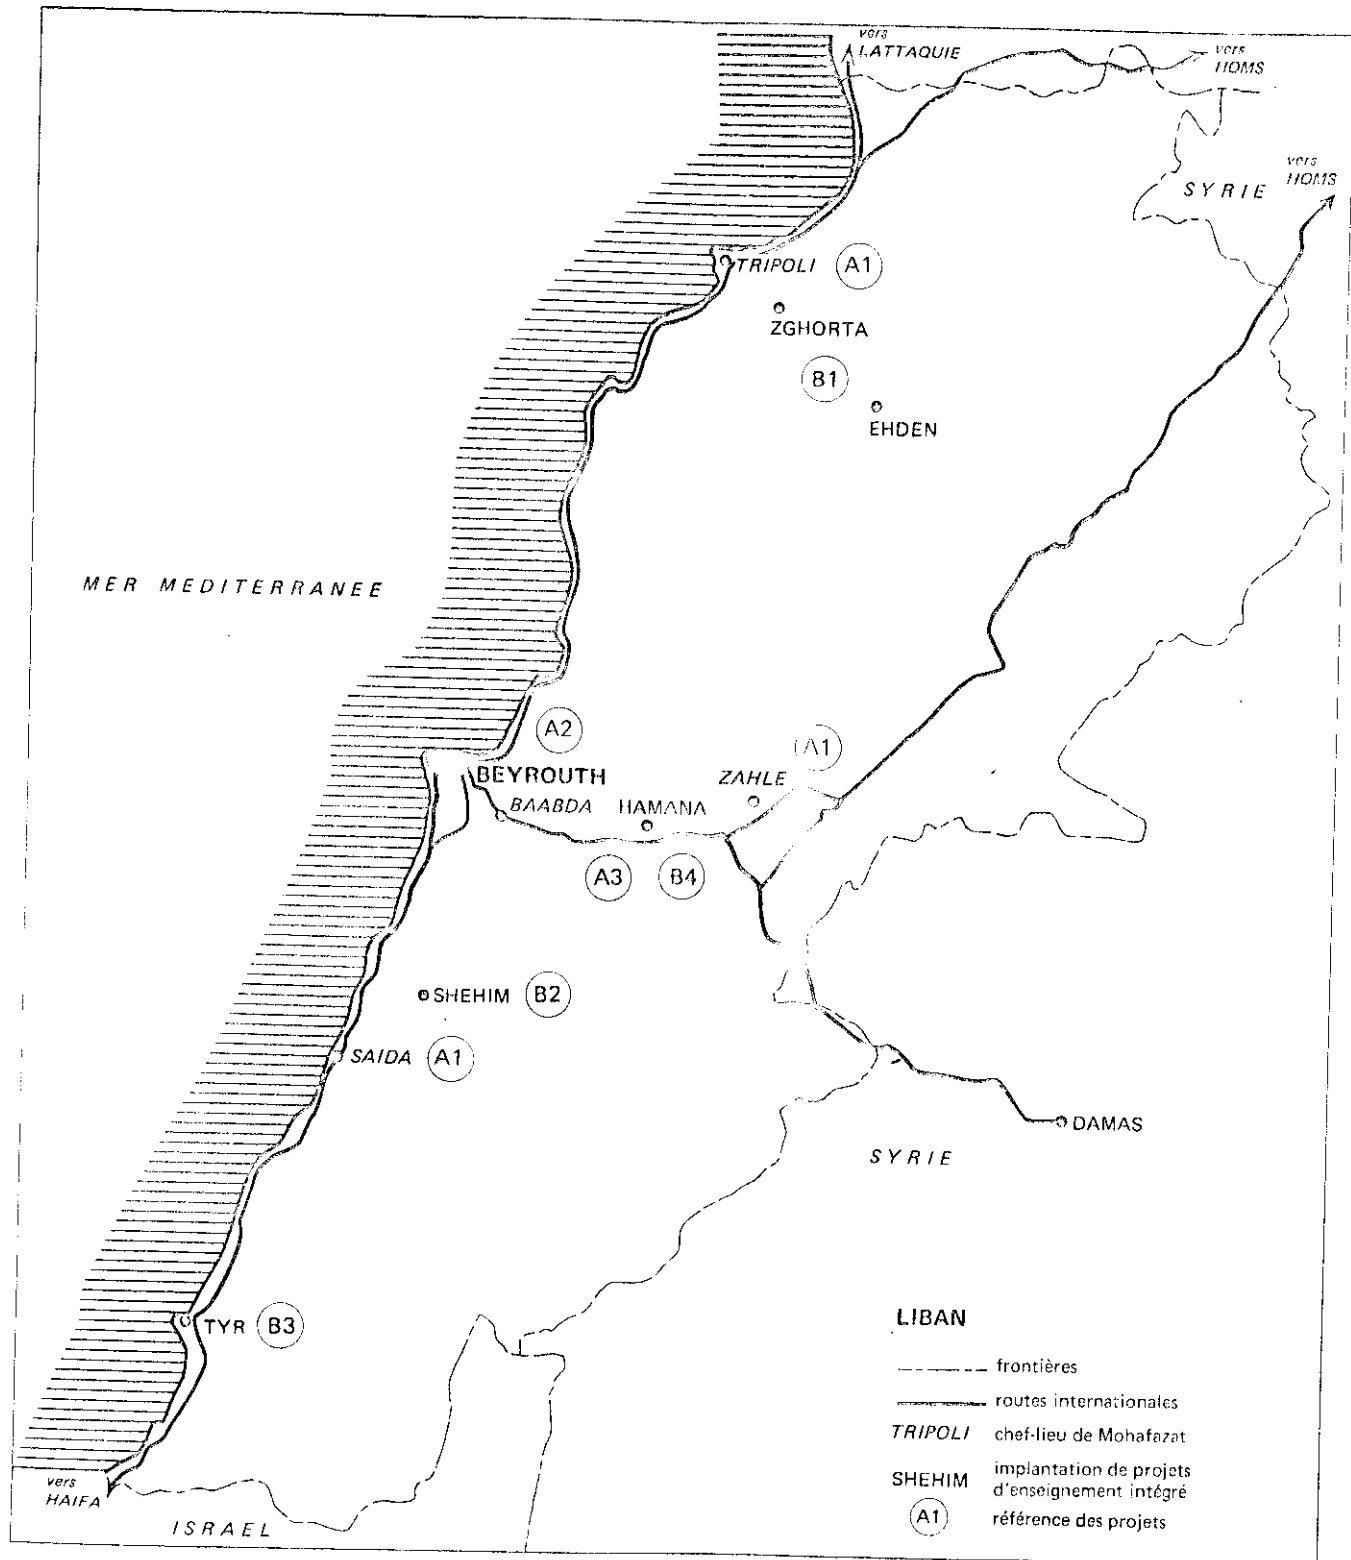 vers
LATTAQUIE
vers
HOMS
vers
HOMS
SYRIE
TRIPOLI
A1
ZGHORTA
B1
EHDEN
MER MEDITERRANEE
A2
A1
BEYROUTH
ZAHLE
BAABDA
HAMANA
A3
B4
SHEHIM
B2
SAIDA
A1
DAMAS
SYRIE
TYR
B3
LIBAN
frontières
routes internationales
TRIPOLI
chef-lieu de Mohafazat
SHEHIM
implantation de projets
d'enseignement intégré
A1
référence des projets
vers
HAIFA
ISRAEL